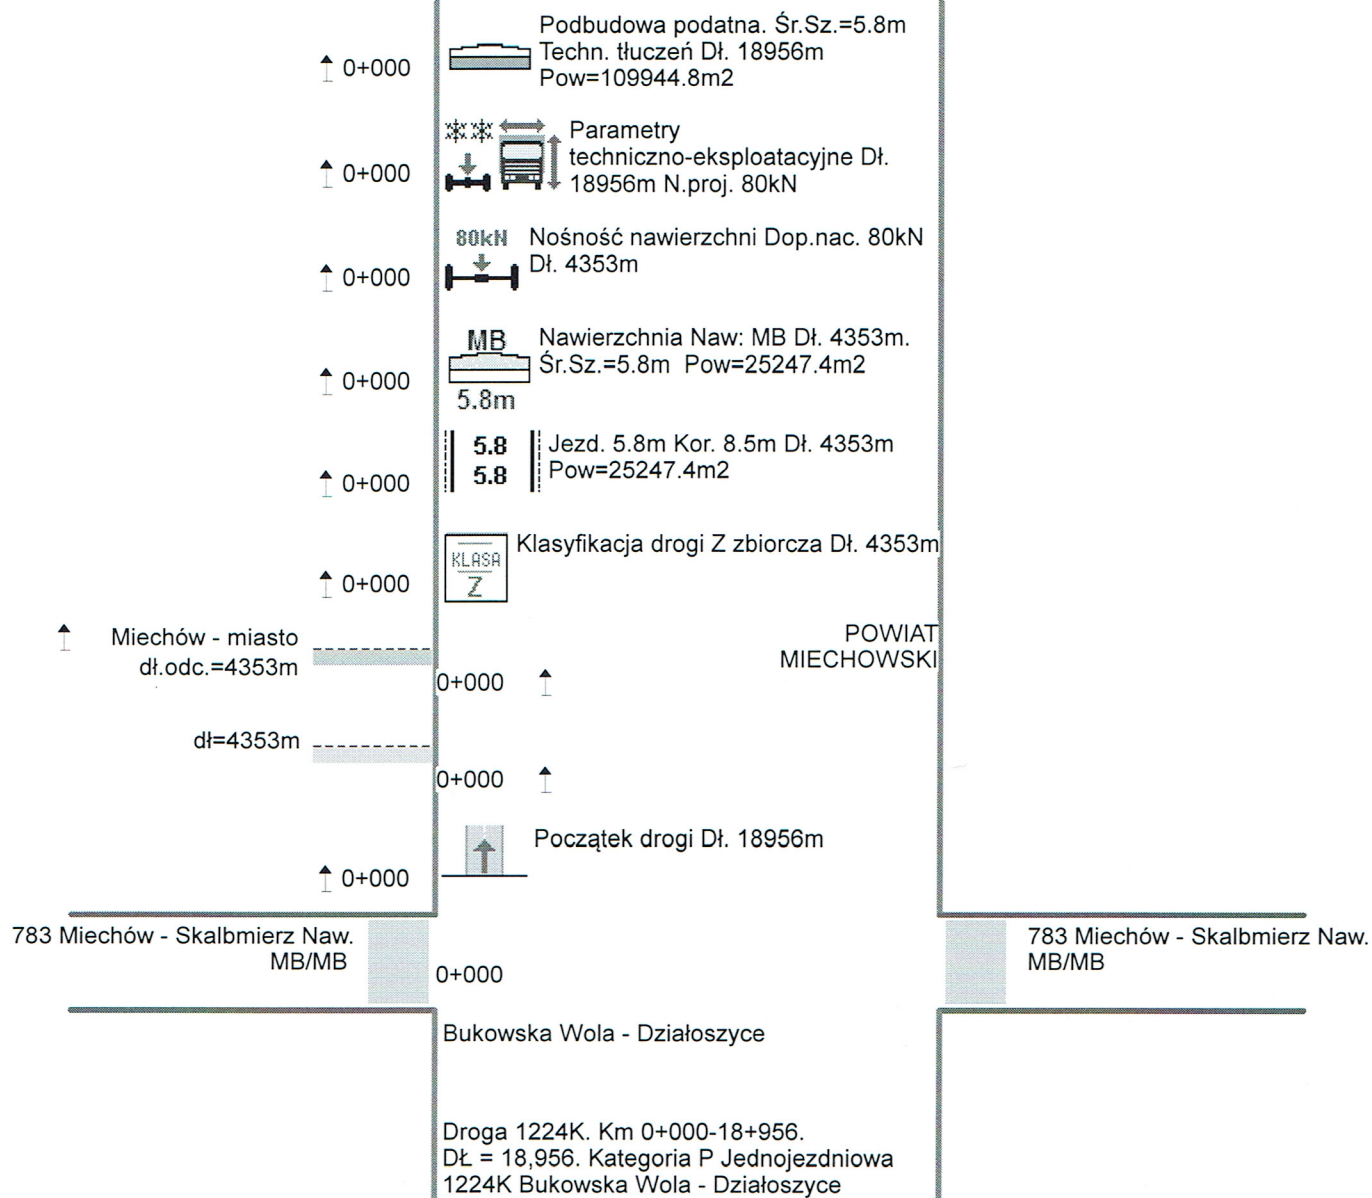 Podbudowa podatna. Śr.Sz.=5.8m
Techn. tłuczeń Dł. 18956m
Pow=109944.8m2
0+000
Parametry
techniczno-eksploatacyjne Dł.
18956m N.proj. 80kN
0+000
80kN
Nośność nawierzchni Dop.nac. 80kN
Dł. 4353m
0+000
MB
Nawierzchnia Naw: MB Dł. 4353m.
Śr.Sz.=5.8m Pow=25247.4m2
0+000
5.8m
5.8
5.8
Jezd. 5.8m Kor. 8.5m Dł. 4353m
Pow=25247.4m2
0+000
Klasyfikacja drogi Z zbiorcza Dł. 4353m
KLASA
Z
0+000
Miechów - miasto
dł.odc.=4353m
POWIAT
MIECHOWSKI
0+000
dł=4353m
0+000
Początek drogi Dł. 18956m
0+000
783 Miechów - Skalbmierz Naw.
MB/MB
0+000
783 Miechów - Skalbmierz Naw.
MB/MB
Bukowska Wola - Działoszyce
Droga 1224K. Km 0+000-18+956.
DŁ = 18,956. Kategoria P Jednojezdniowa
1224K Bukowska Wola - Działoszyce